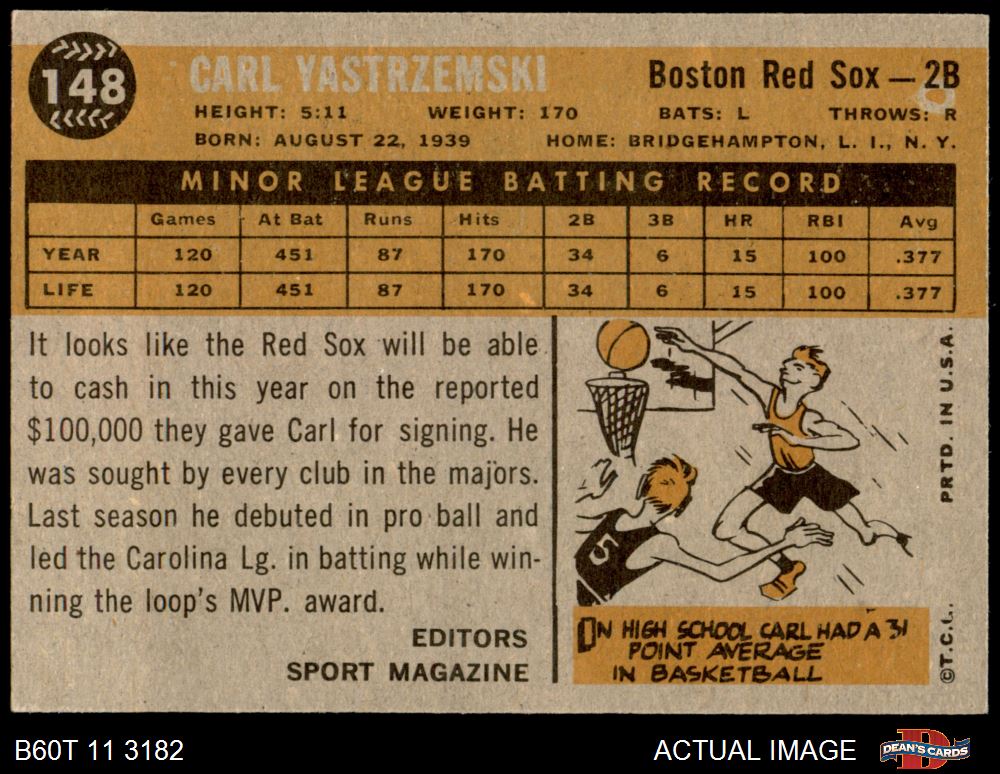 148
CARL YASTRZEMSKI Boston Red Sox — 2B
HEIGHT: 5:11 WEIGHT: 170 BATS: L THROWS: R
BORN: AUGUST 22, 1939 HOME: BRIDGEHAMPTON, L. I., N. Y.
MINOR LEAGUE BATTING RECORD
Games At Bat Runs Hits 2B 3B HR RBI Avg
YEAR 120 451 87 170 34 6 15 100 .377
LIFE 120 451 87 170 34 6 15 100 .377
It looks like the Red Sox will be able
to cash in this year on the reported
$100,000 they gave Carl for signing. He
was sought by every club in the majors.
Last season he debuted in pro ball and
led the Carolina Lg. in batting while win-
ning the loop's MVP. award.
EDITORS
SPORT MAGAZINE
5
IN HIGH SCHOOL CARL HAD A 31
POINT AVERAGE
IN BASKETBALL
PRTD. IN U.S.A.
©T.C.G.
B60T 11 3182 ACTUAL IMAGE DEAN'S CARDS